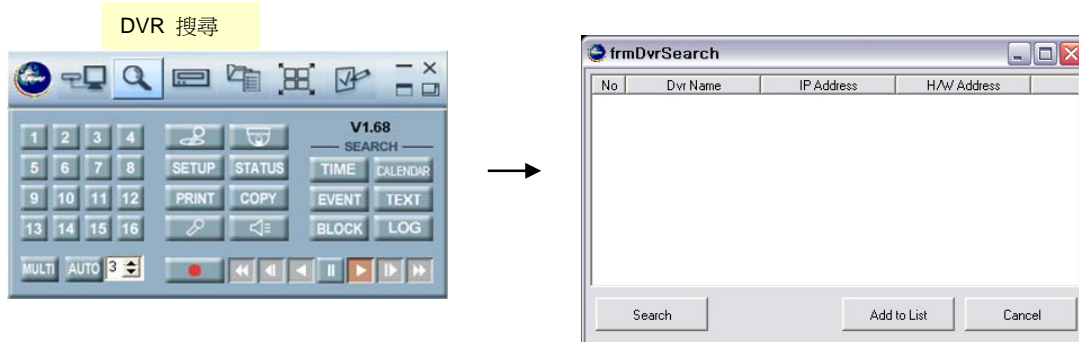 DVR 搜尋
V1.68
SEARCH
1 2 3 4
5 6 7 8 SETUP STATUS TIME CALENDAR
9 10 11 12 PRINT COPY EVENT TEXT
13 14 15 16 BLOCK LOG
MULTI AUTO 3
frmDvrSearch
No Dvr Name IP Address H/W Address
Search Add to List Cancel